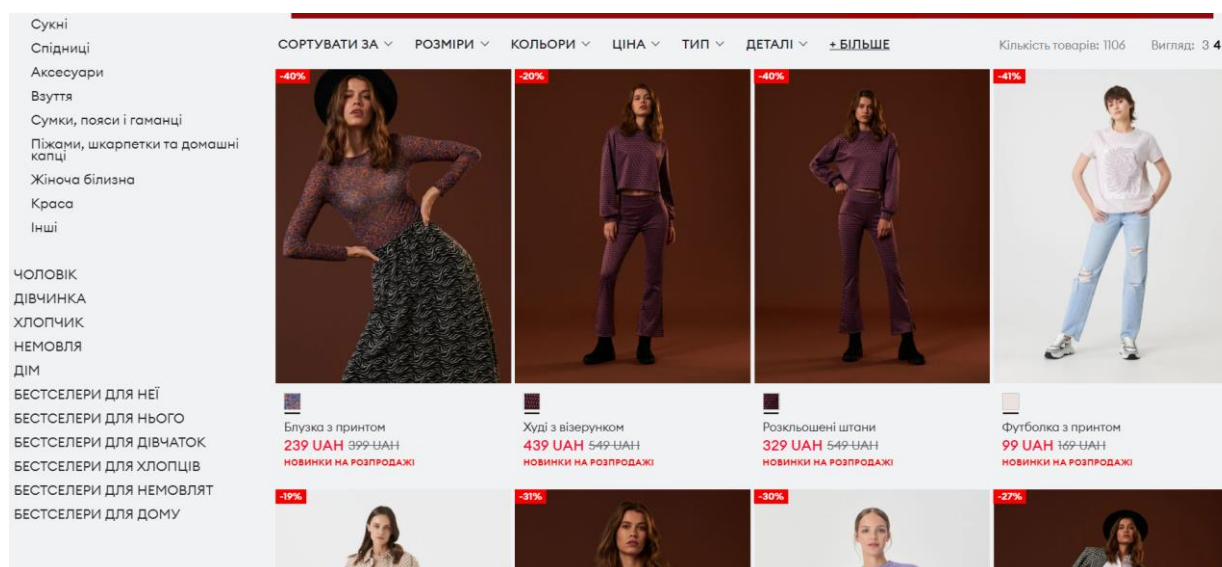 Сукні
Спідниці
Аксесуари
Взуття
Сумки, пояси і гаманці
Піжами, шкарпетки та домашні
капці
Жіноча білизна
Краса
Інші
ЧОЛОВІК
ДІВЧИНКА
ХЛОПЧИК
НЕМОВЛЯ
ДІМ
БЕСТСЕЛЕРИ ДЛЯ НЕЇ
БЕСТСЕЛЕРИ ДЛЯ НЬОГО
БЕСТСЕЛЕРИ ДЛЯ ДІВЧАТОК
БЕСТСЕЛЕРИ ДЛЯ ХЛОПЦІВ
БЕСТСЕЛЕРИ ДЛЯ НЕМОВЛЯТ
БЕСТСЕЛЕРИ ДЛЯ ДОМУ
СОРТУВАТИ ЗА РОЗМІРИ КОЛЬОРИ ЦІНА ТИП ДЕТАЛІ + БІЛЬШЕ Кількість товарів: 1106 Вигляд: 3 4
-40% -20% -40% -41%
Блузка з принтом
239 UAH 399 UAH
НОВИНКИ НА РОЗПРОДАЖІ
Худі з візерунком
439 UAH 549 UAH
НОВИНКИ НА РОЗПРОДАЖІ
Розкльошені штани
329 UAH 549 UAH
НОВИНКИ НА РОЗПРОДАЖІ
Футболка з принтом
99 UAH 169 UAH
НОВИНКИ НА РОЗПРОДАЖІ
-19% -31% -30% -27%